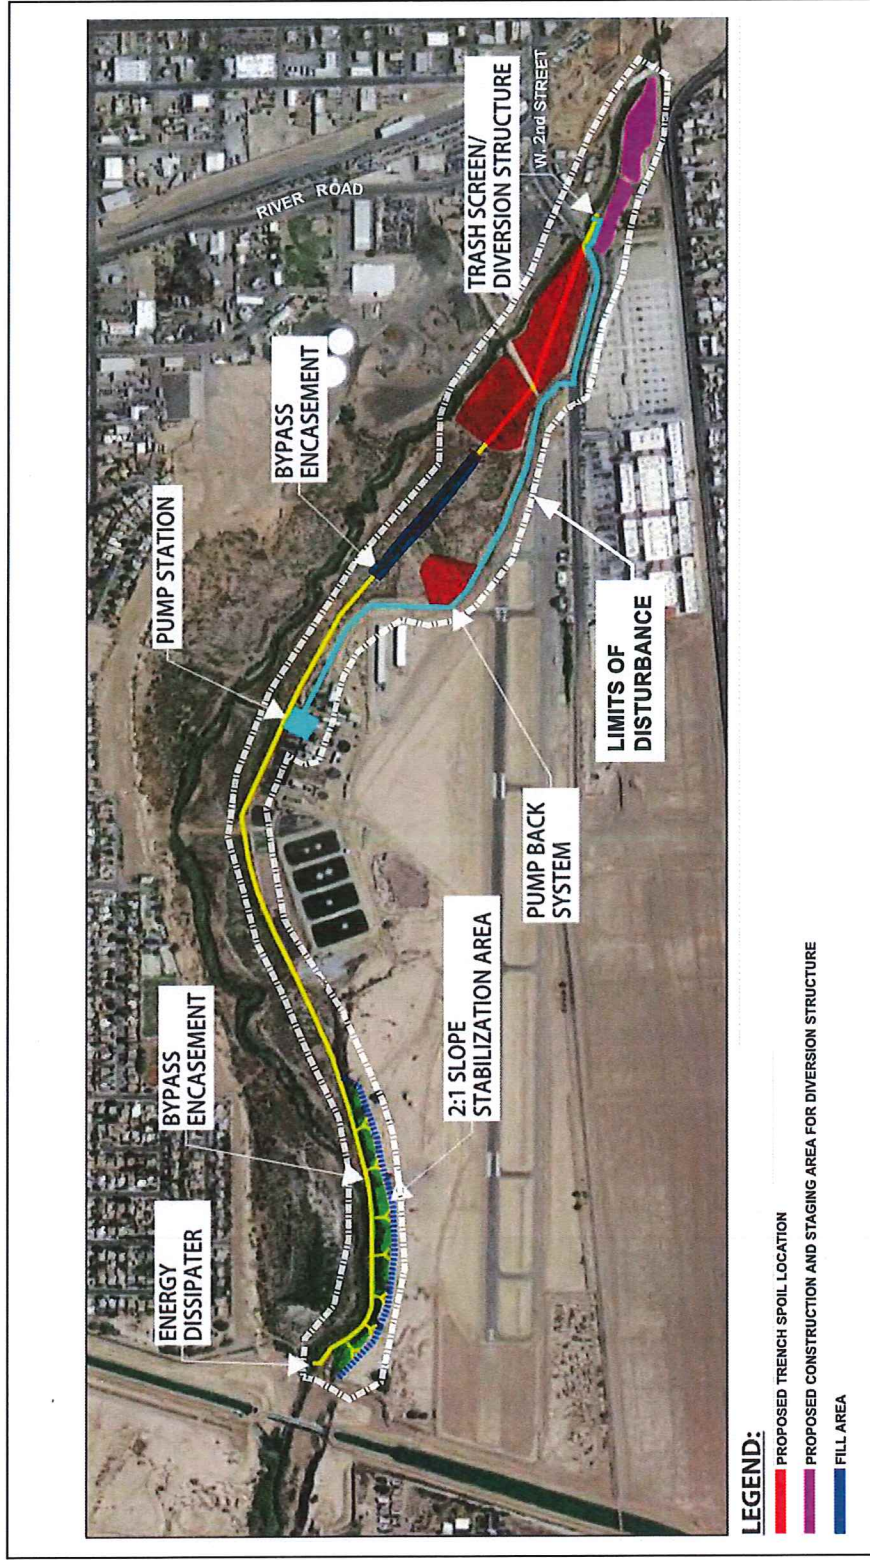 TRASH SCREEN/
DIVERSION STRUCTURE
W. 2nd STREET
RIVER ROAD
BYPASS
ENCASEMENT
PUMP STATION
LIMITS OF
DISTURBANCE
PUMP BACK
SYSTEM
2:1 SLOPE
STABILIZATION AREA
BYPASS
ENCASEMENT
ENERGY
DISSIPATER
LEGEND:
PROPOSED TRENCH SPOIL LOCATION
PROPOSED CONSTRUCTION AND STAGING AREA FOR DIVERSION STRUCTURE
FILL AREA